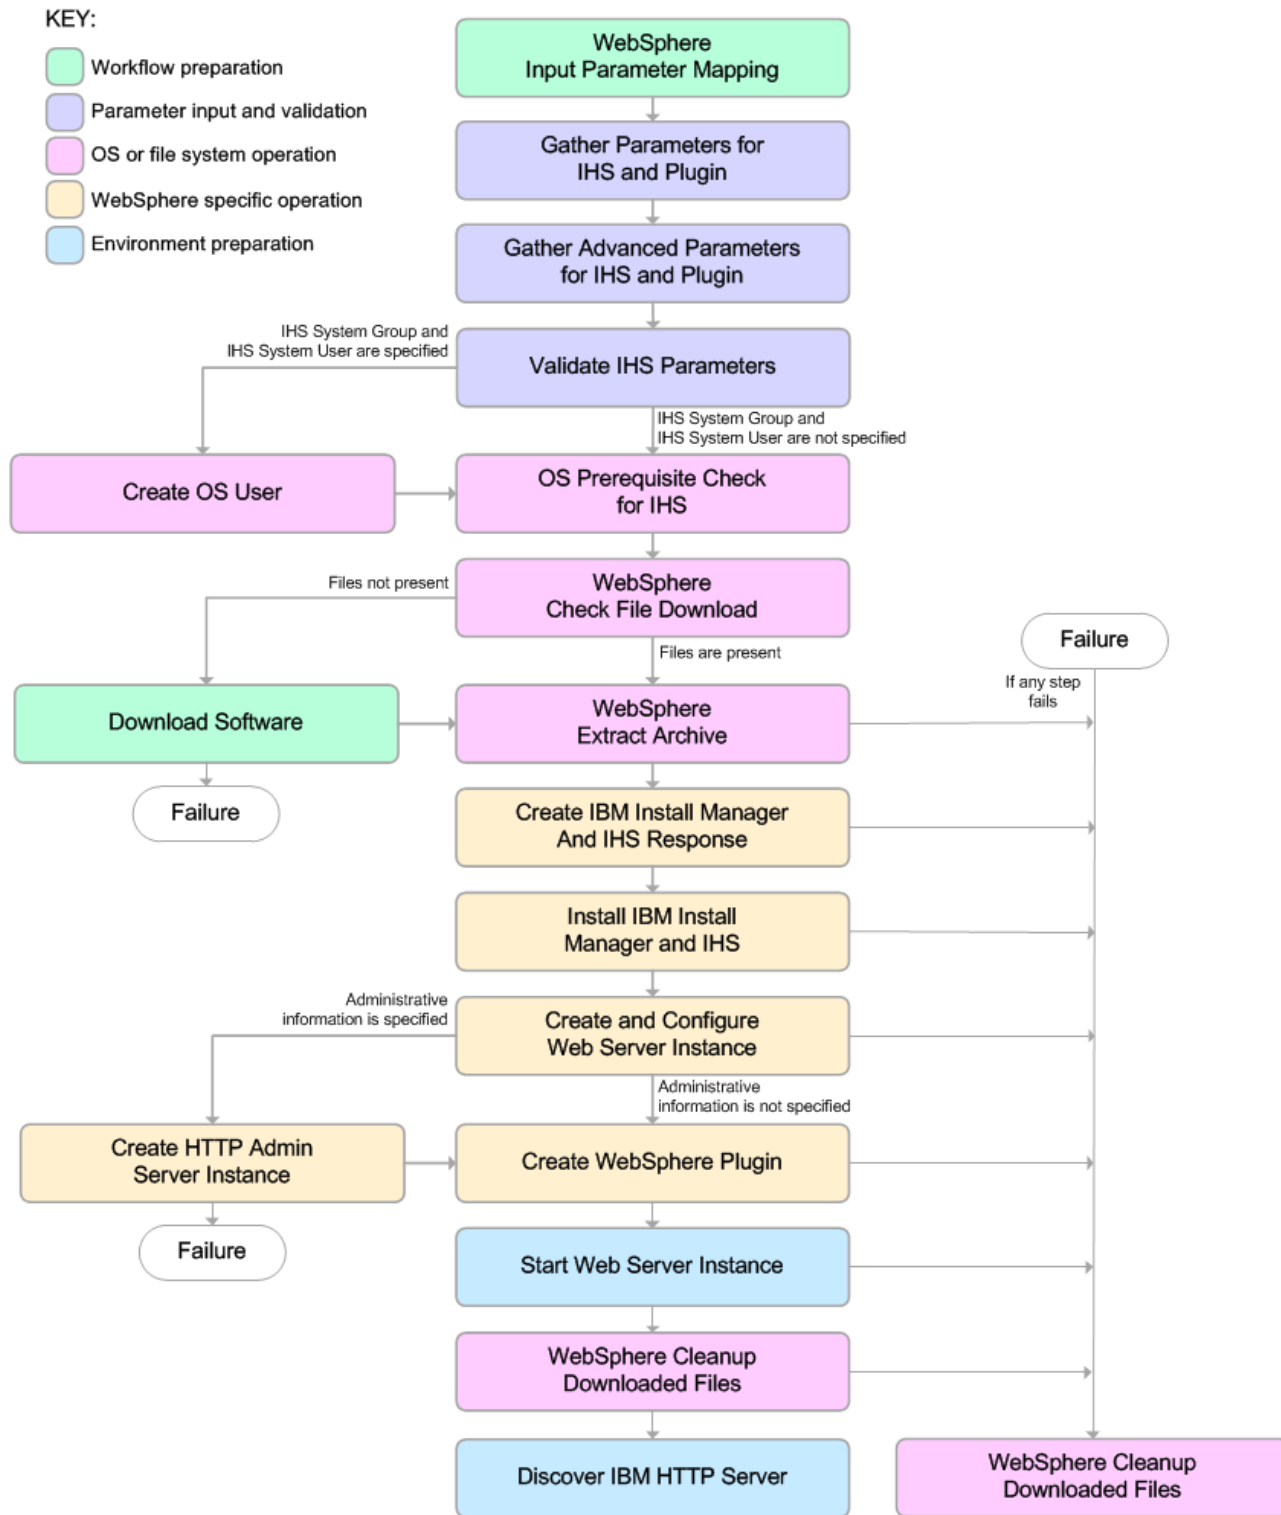 KEY:
Workflow preparation
Parameter input and validation
OS or file system operation
WebSphere specific operation
Environment preparation
WebSphere
Input Parameter Mapping
Gather Parameters for
IHS and Plugin
Gather Advanced Parameters
for IHS and Plugin
IHS System Group and
IHS System User are specified
Validate IHS Parameters
IHS System Group and
IHS System User are not specified
Create OS User
OS Prerequisite Check
for IHS
Files not present
WebSphere
Check File Download
Files are present
Failure
If any step
fails
Download Software
WebSphere
Extract Archive
Failure
Create IBM Install Manager
And IHS Response
Install IBM Install
Manager and IHS
Administrative
information is specified
Create and Configure
Web Server Instance
Administrative
information is not specified
Create HTTP Admin
Server Instance
Create WebSphere Plugin
Failure
Start Web Server Instance
WebSphere Cleanup
Downloaded Files
Discover IBM HTTP Server
WebSphere Cleanup
Downloaded Files